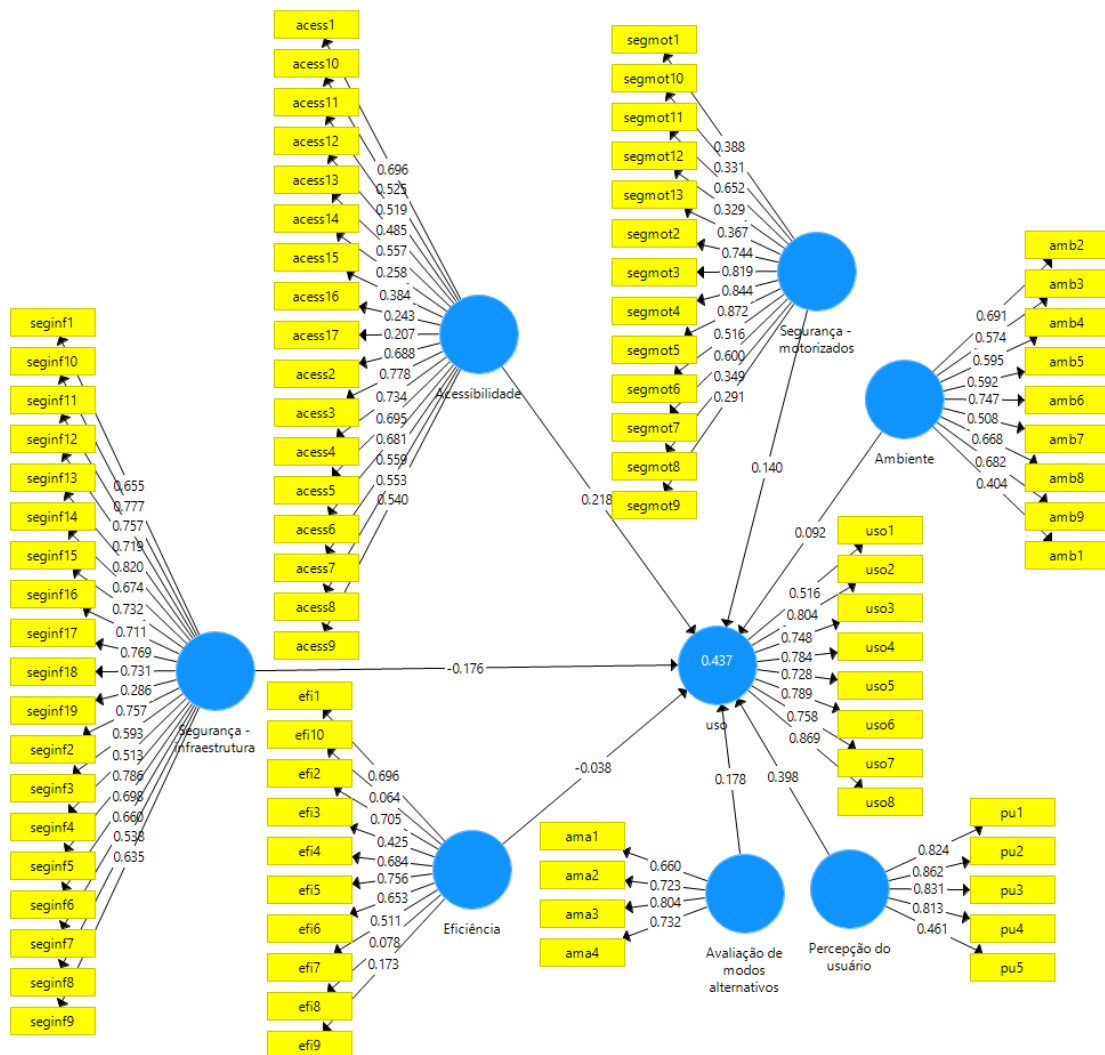 acess1
acess10
acess11
acess12
acess13
acess14
acess15
acess16
acess17
acess2
acess3
acess4
acess5
acess6
acess7
acess8
acess9
0.696
0.525
0.519
0.485
0.557
0.258
0.384
0.243
0.207
0.688
0.778
0.734
0.695
0.681
0.559
0.553
0.540
Acessibilidade
0.218
segmot1
segmot10
segmot11
segmot12
segmot13
segmot2
segmot3
segmot4
segmot5
segmot6
segmot7
segmot8
segmot9
0.388
0.331
0.652
0.329
0.367
0.744
0.819
0.844
0.872
0.516
0.600
0.349
0.291
Segurança -
motorizados
0.140
amb2
amb3
amb4
amb5
amb6
amb7
amb8
amb9
amb1
0.691
0.574
0.595
0.592
0.747
0.508
0.668
0.682
0.404
Ambiente
0.092
seginf1
seginf10
seginf11
seginf12
seginf13
seginf14
seginf15
seginf16
seginf17
seginf18
seginf19
seginf2
seginf3
seginf4
seginf5
seginf6
seginf7
seginf8
seginf9
0.655
0.777
0.757
0.719
0.820
0.674
0.732
0.711
0.769
0.731
0.286
0.757
0.593
0.513
0.786
0.698
0.660
0.538
0.635
Segurança -
infraestrutura
-0.176
uso1
uso2
uso3
uso4
uso5
uso6
uso7
uso8
0.516
0.804
0.748
0.784
0.728
0.789
0.758
0.869
0.437
uso
efi1
efi10
efi2
efi3
efi4
efi5
efi6
efi7
efi8
efi9
0.696
0.064
0.705
0.425
0.684
0.756
0.653
0.511
0.078
0.173
Eficiência
-0.038
ama1
ama2
ama3
ama4
0.660
0.723
0.804
0.732
Avaliação de
modos
alternativos
0.178
pu1
pu2
pu3
pu4
pu5
0.824
0.862
0.831
0.813
0.461
Percepção do
usuário
0.398